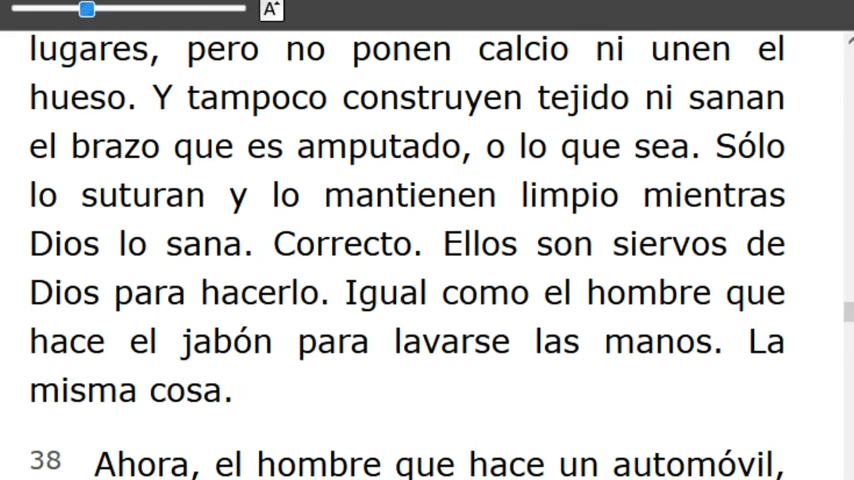 A
lugares, pero no ponen calcio ni unen el
hueso. Y tampoco construyen tejido ni sanan
el brazo que es amputado, o lo que sea. Sólo
lo suturan y lo mantienen limpio mientras
Dios lo sana. Correcto. Ellos son siervos de
Dios para hacerlo. Igual como el hombre que
hace el jabón para lavarse las manos. La
misma cosa.
38 Ahora, el hombre que hace un automóvil,